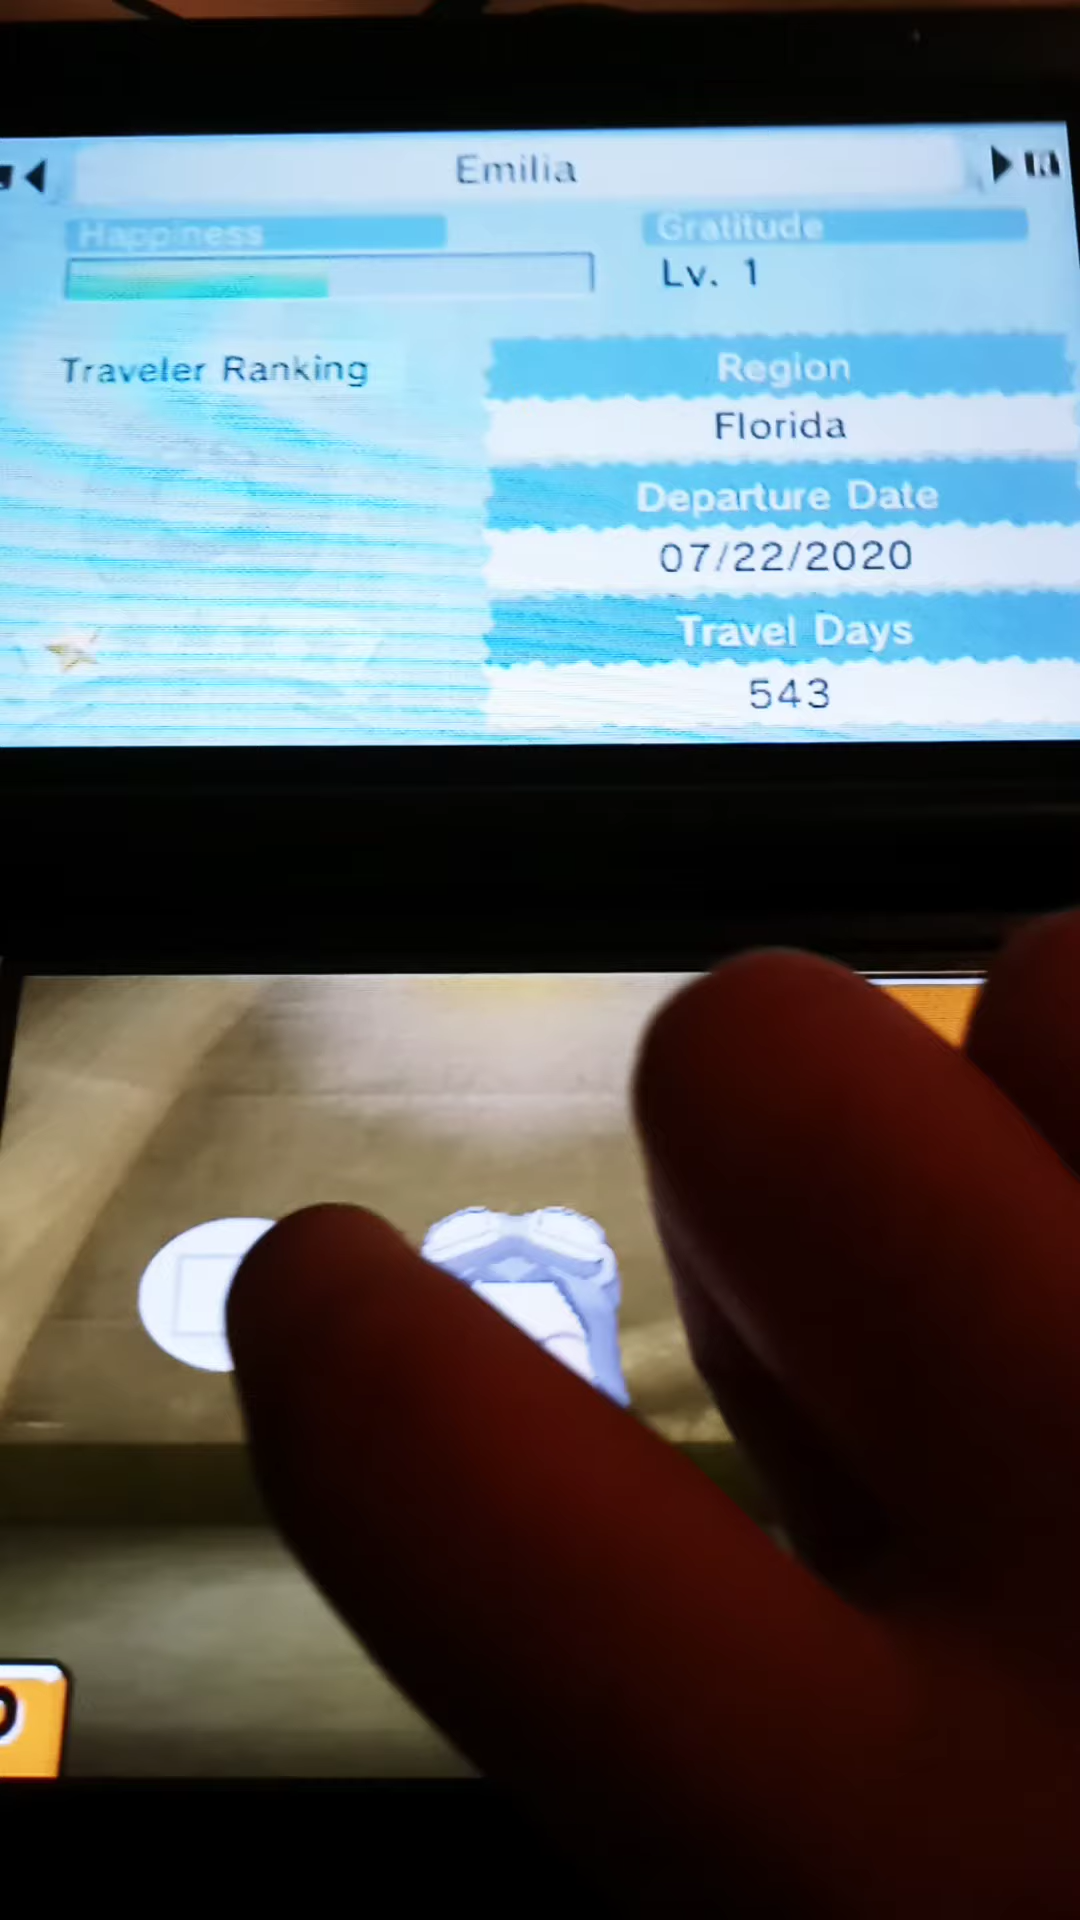 Emilia
Happiness
Gratitude
Lv. 1
Traveler Ranking
Region
Florida
Departure Date
07/22/2020
Travel Days
543